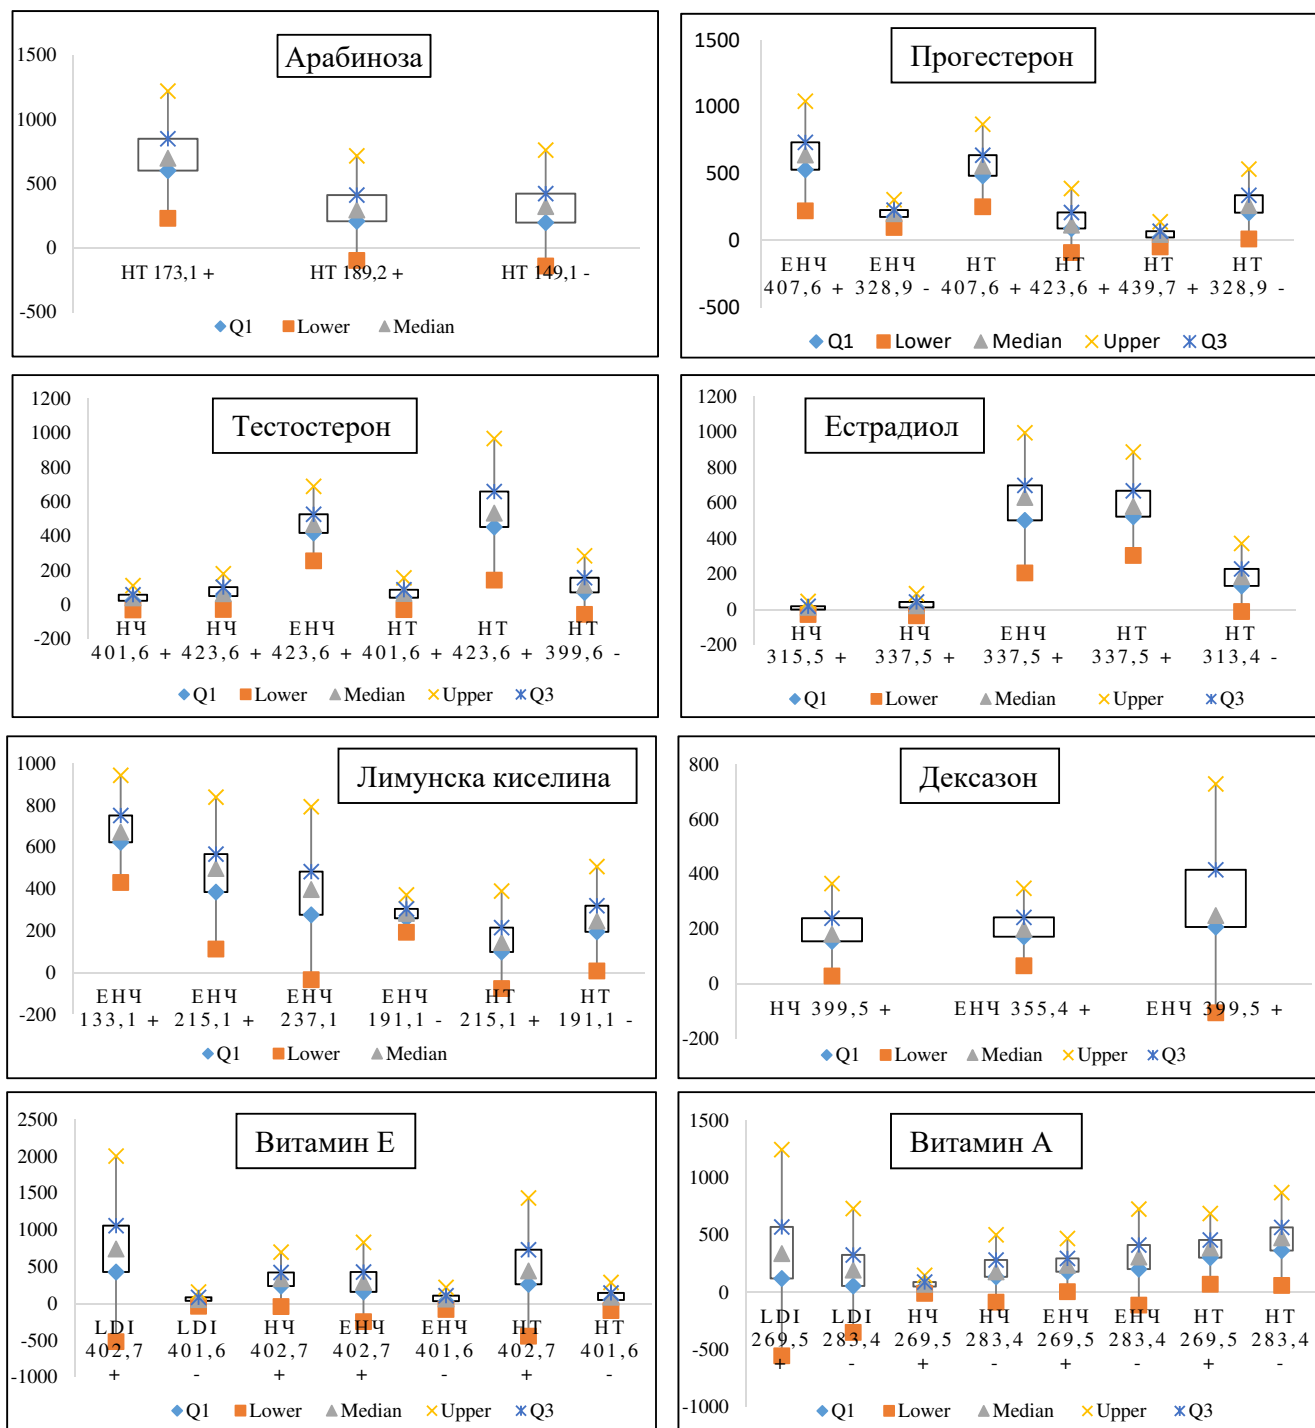 Арабиноза
1500
1000
500
0
-500
НТ 173,1 + НТ 189,2 + НТ 149,1 -
Q1 Lower Median
Прогестерон
1500
1000
500
0
-500
ЕНЧ ЕНЧ НТ НТ НТ НТ
407,6 + 328,9 - 407,6 + 423,6 + 439,7 + 328,9 -
Q1 Lower Median Upper Q3
Тестостерон
1200
1000
800
600
400
200
0
-200
НЧ НЧ ЕНЧ НТ НТ НТ
401,6 + 423,6 + 423,6 + 401,6 + 423,6 + 399,6 -
Q1 Lower Median Upper Q3
Естрадиол
1200
1000
800
600
400
200
0
-200
НЧ НЧ ЕНЧ НТ НТ
315,5 + 337,5 + 337,5 + 337,5 + 313,4 -
Q1 Lower Median Upper Q3
Лимунска киселина
1000
800
600
400
200
0
-200
ЕНЧ ЕНЧ ЕНЧ ЕНЧ НТ НТ
133,1 + 215,1 + 237,1 191,1 - 215,1 + 191,1 -
Q1 Lower Median
Дексазон
800
600
400
200
0
-200
НЧ 399,5 + ЕНЧ 355,4 + ЕНЧ 399,5 +
Q1 Lower Median Upper Q3
Витамин Е
2500
2000
1500
1000
500
0
-500
-1000
LDI LDI НЧ ЕНЧ ЕНЧ НТ НТ
402,7 401,6 402,7 402,7 401,6 402,7 401,6
+ - + + - + -
Q1 Lower Median Upper Q3
Витамин А
1500
1000
500
0
-500
-1000
LDI LDI НЧ НЧ ЕНЧ ЕНЧ НТ НТ
269,5 283,4 269,5 283,4 269,5 283,4 269,5 283,4
+ - + - + - + -
Q1 Lower Median Upper Q3